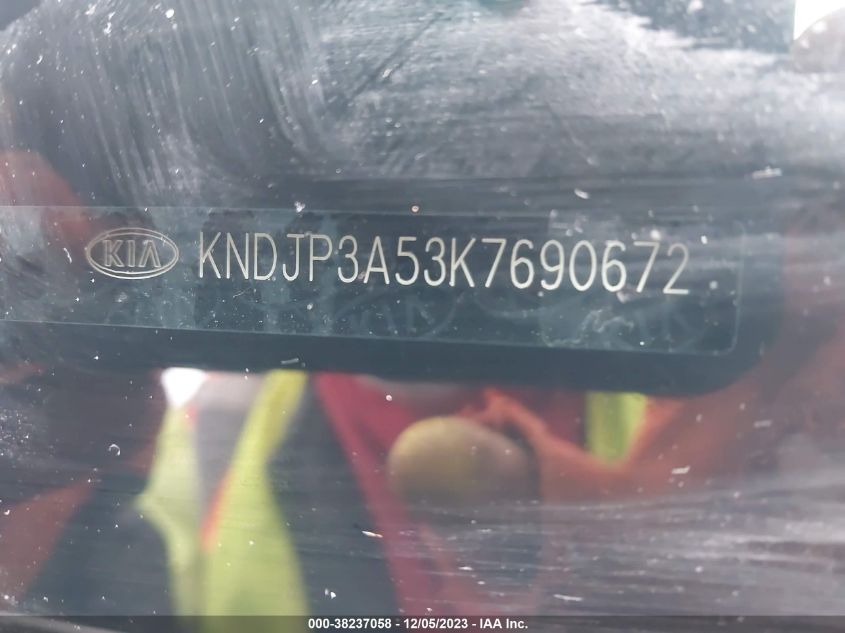 KIA KNDJP3A53K7690672
000-38237058 - 12/05/2023 - IAA Inc.